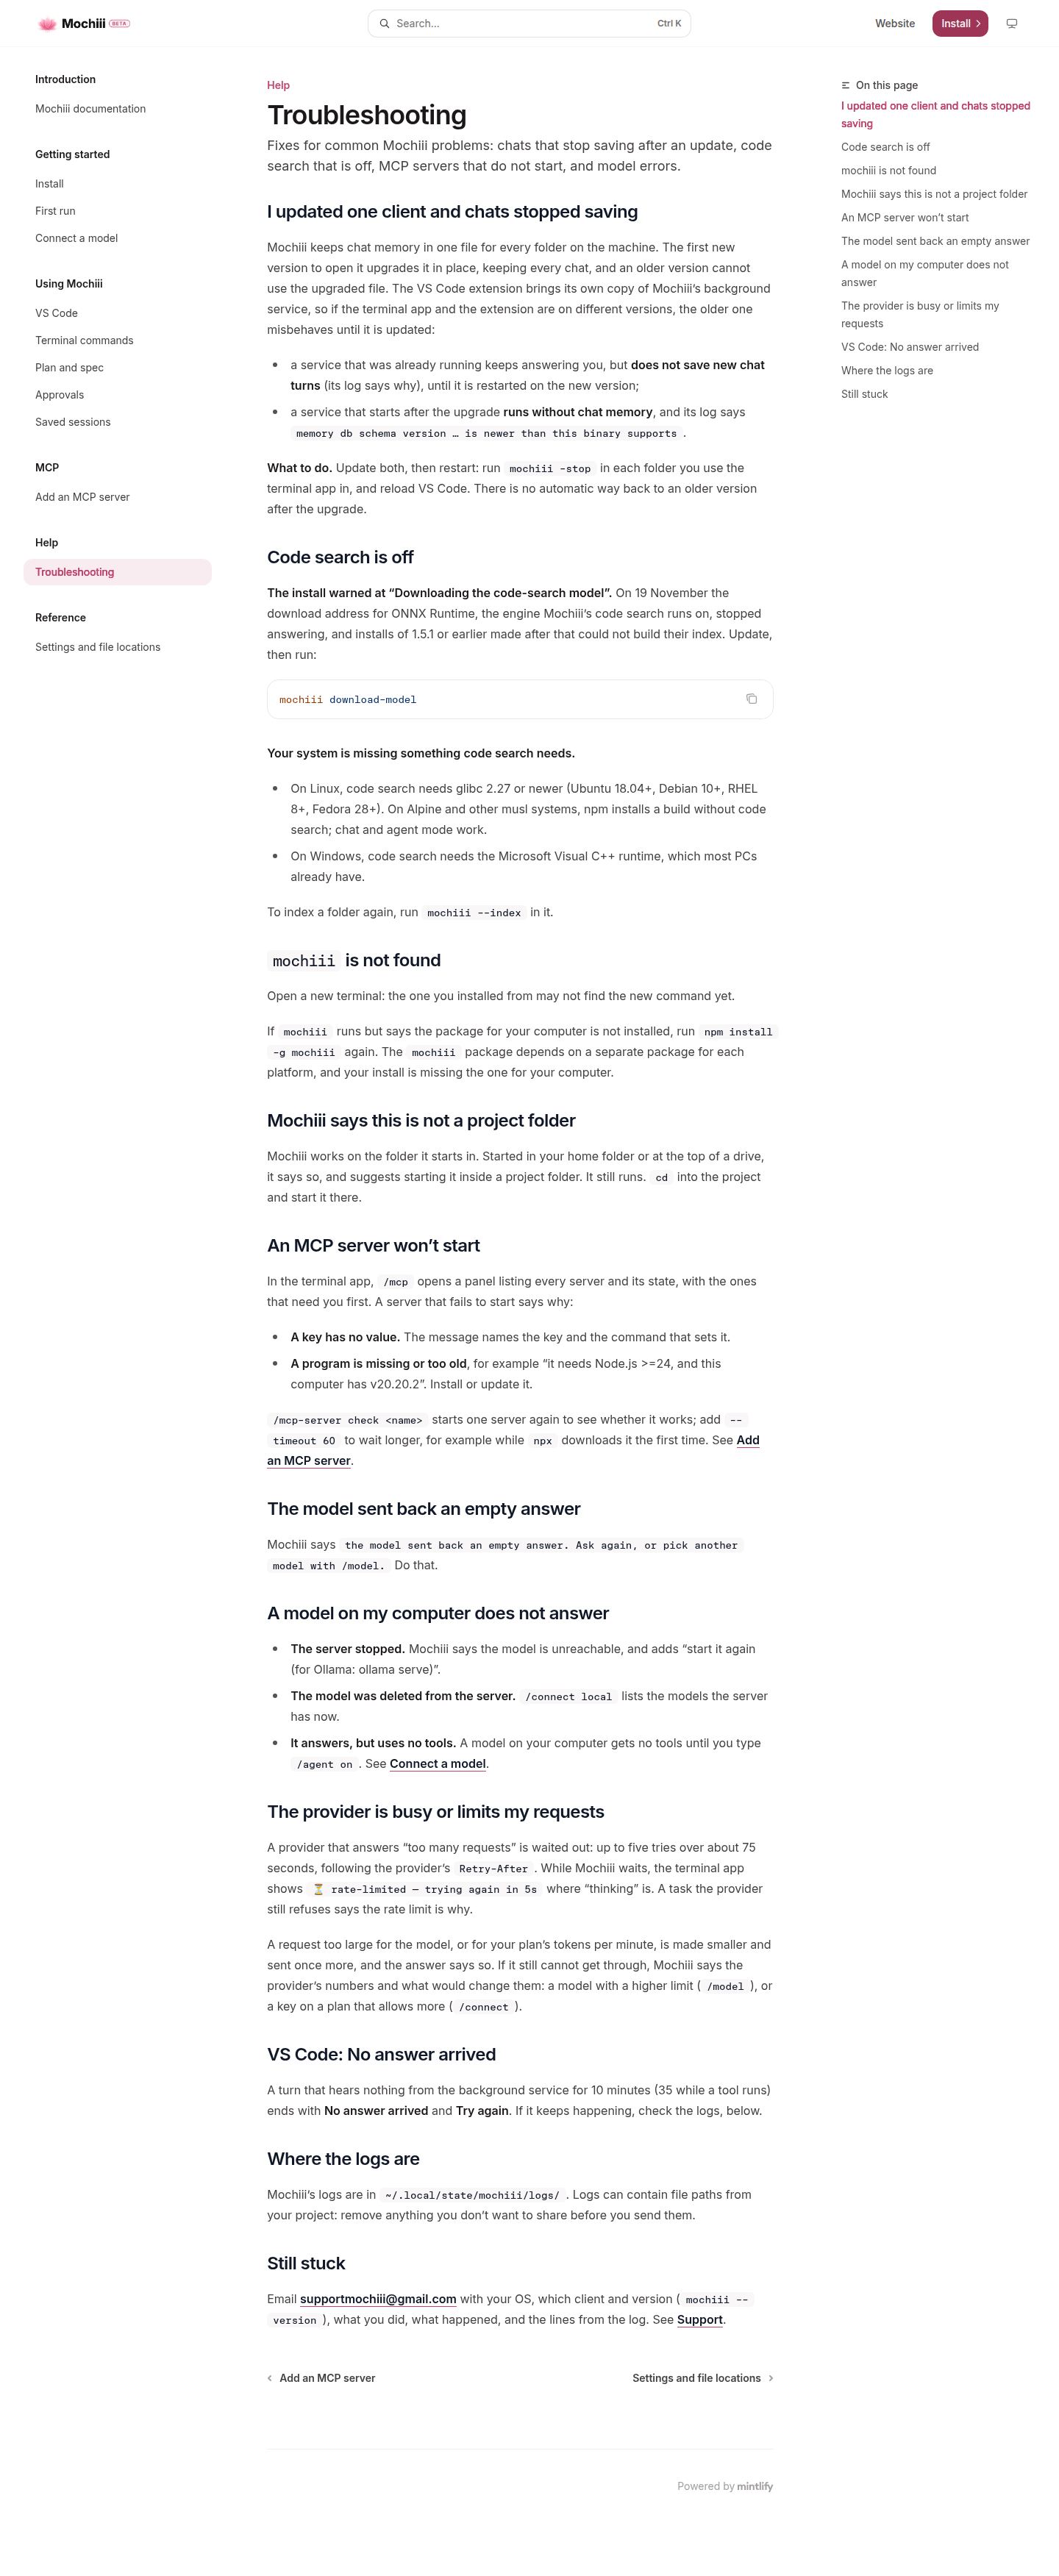 Mochiii BETA
Search...
Ctrl K
Website
Install
Introduction
Mochiii documentation
Getting started
Install
First run
Connect a model
Using Mochiii
VS Code
Terminal commands
Plan and spec
Approvals
Saved sessions
MCP
Add an MCP server
Help
Troubleshooting
Reference
Settings and file locations
Help
Troubleshooting
Fixes for common Mochiii problems: chats that stop saving after an update, code
search that is off, MCP servers that do not start, and model errors.
I updated one client and chats stopped saving
Mochiii keeps chat memory in one file for every folder on the machine. The first new
version to open it upgrades it in place, keeping every chat, and an older version cannot
use the upgraded file. The VS Code extension brings its own copy of Mochiii’s background
service, so if the terminal app and the extension are on different versions, the older one
misbehaves until it is updated:
• a service that was already running keeps answering you, but does not save new chat
turns (its log says why), until it is restarted on the new version;
• a service that starts after the upgrade runs without chat memory, and its log says
memory db schema version … is newer than this binary supports .
What to do. Update both, then restart: run mochiii -stop in each folder you use the
terminal app in, and reload VS Code. There is no automatic way back to an older version
after the upgrade.
Code search is off
The install warned at “Downloading the code-search model”. On 19 November the
download address for ONNX Runtime, the engine Mochiii’s code search runs on, stopped
answering, and installs of 1.5.1 or earlier made after that could not build their index. Update,
then run:
mochiii download-model
Your system is missing something code search needs.
• On Linux, code search needs glibc 2.27 or newer (Ubuntu 18.04+, Debian 10+, RHEL
8+, Fedora 28+). On Alpine and other musl systems, npm installs a build without code
search; chat and agent mode work.
• On Windows, code search needs the Microsoft Visual C++ runtime, which most PCs
already have.
To index a folder again, run mochiii --index in it.
mochiii is not found
Open a new terminal: the one you installed from may not find the new command yet.
If mochiii runs but says the package for your computer is not installed, run npm install
-g mochiii again. The mochiii package depends on a separate package for each
platform, and your install is missing the one for your computer.
Mochiii says this is not a project folder
Mochiii works on the folder it starts in. Started in your home folder or at the top of a drive,
it says so, and suggests starting it inside a project folder. It still runs. cd into the project
and start it there.
An MCP server won’t start
In the terminal app, /mcp opens a panel listing every server and its state, with the ones
that need you first. A server that fails to start says why:
• A key has no value. The message names the key and the command that sets it.
• A program is missing or too old, for example “it needs Node.js >=24, and this
computer has v20.20.2”. Install or update it.
/mcp-server check <name> starts one server again to see whether it works; add --
timeout 60 to wait longer, for example while npx downloads it the first time. See Add
an MCP server.
The model sent back an empty answer
Mochiii says the model sent back an empty answer. Ask again, or pick another
model with /model. Do that.
A model on my computer does not answer
• The server stopped. Mochiii says the model is unreachable, and adds “start it again
(for Ollama: ollama serve)”.
• The model was deleted from the server. /connect local lists the models the server
has now.
• It answers, but uses no tools. A model on your computer gets no tools until you type
/agent on . See Connect a model.
The provider is busy or limits my requests
A provider that answers “too many requests” is waited out: up to five tries over about 75
seconds, following the provider’s Retry-After . While Mochiii waits, the terminal app
shows ⏳ rate-limited — trying again in 5s where “thinking” is. A task the provider
still refuses says the rate limit is why.
A request too large for the model, or for your plan’s tokens per minute, is made smaller and
sent once more, and the answer says so. If it still cannot get through, Mochiii says the
provider’s numbers and what would change them: a model with a higher limit ( /model ), or
a key on a plan that allows more ( /connect ).
VS Code: No answer arrived
A turn that hears nothing from the background service for 10 minutes (35 while a tool runs)
ends with No answer arrived and Try again. If it keeps happening, check the logs, below.
Where the logs are
Mochiii’s logs are in ~/.local/state/mochiii/logs/ . Logs can contain file paths from
your project: remove anything you don’t want to share before you send them.
Still stuck
Email supportmochiii@gmail.com with your OS, which client and version ( mochiii --
version ), what you did, what happened, and the lines from the log. See Support.
Add an MCP server
Settings and file locations
Powered by mintlify
On this page
I updated one client and chats stopped
saving
Code search is off
mochiii is not found
Mochiii says this is not a project folder
An MCP server won’t start
The model sent back an empty answer
A model on my computer does not
answer
The provider is busy or limits my
requests
VS Code: No answer arrived
Where the logs are
Still stuck